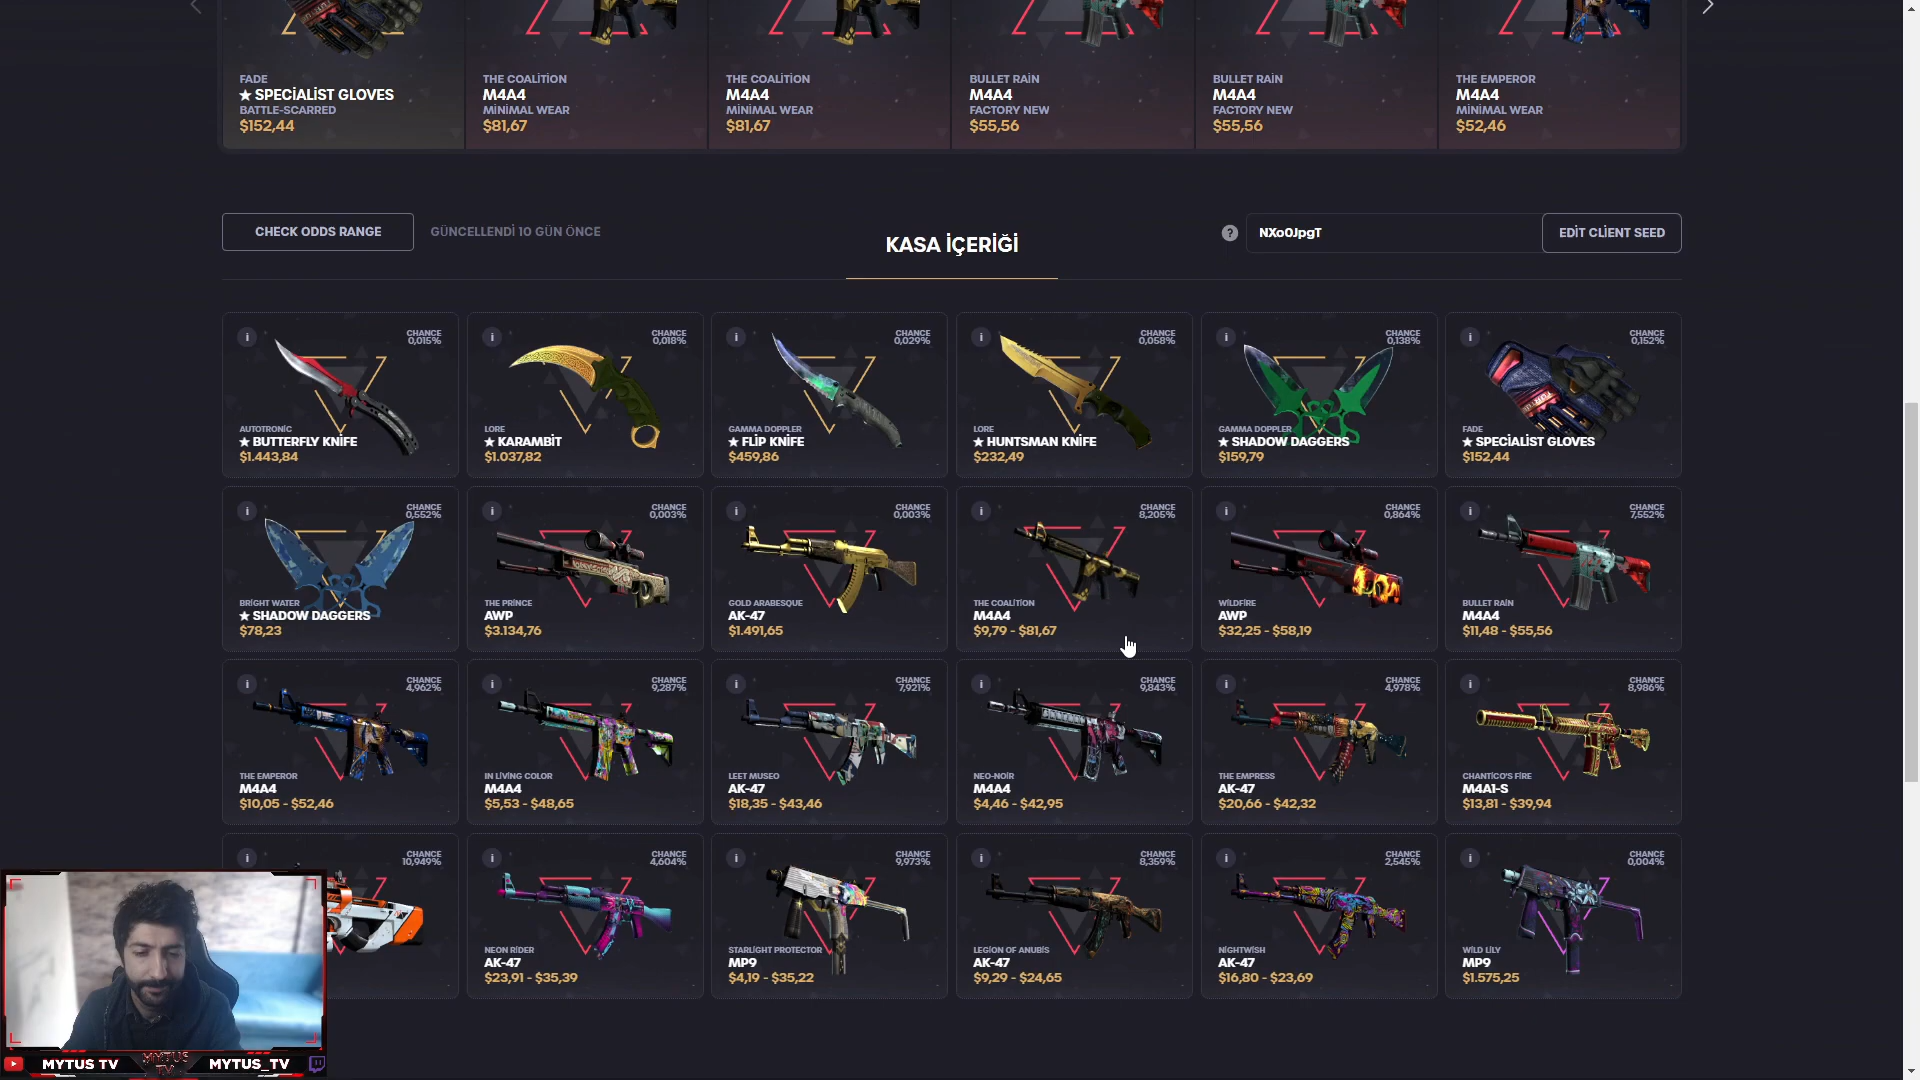 FADE
★ SPECİALİST GLOVES
BATTLE-SCARRED
$152,44
THE COALİTİON
M4A4
MİNİMAL WEAR
$81,67
THE COALİTİON
M4A4
MİNİMAL WEAR
$81,67
BULLET RAİN
M4A4
FACTORY NEW
$55,56
BULLET RAİN
M4A4
FACTORY NEW
$55,56
THE EMPEROR
M4A4
MİNİMAL WEAR
$52,46
CHECK ODDS RANGE
GÜNCELLENDİ 10 GÜN ÖNCE
KASA İÇERİĞİ
?
NXo0JpgT
EDİT CLİENT SEED
CHANCE
0,015%
AUTOTRONİC
★ BUTTERFLY KNİFE
$1.443,84
CHANCE
0,018%
LORE
★ KARAMBİT
$1.037,82
CHANCE
0,029%
GAMMA DOPPLER
★ FLİP KNİFE
$459,86
CHANCE
0,058%
LORE
★ HUNTSMAN KNİFE
$232,49
CHANCE
0,138%
GAMMA DOPPLER
★ SHADOW DAGGERS
$159,79
CHANCE
0,152%
FADE
★ SPECİALİST GLOVES
$152,44
CHANCE
0,552%
BRİGHT WATER
★ SHADOW DAGGERS
$78,23
CHANCE
0,003%
THE PRİNCE
AWP
$3.134,76
CHANCE
0,003%
GOLD ARABESQUE
AK-47
$1.491,65
CHANCE
8,205%
THE COALİTİON
M4A4
$9,79 - $81,67
CHANCE
0,864%
WİLDFİRE
AWP
$32,25 - $58,19
CHANCE
7,552%
BULLET RAİN
M4A4
$11,48 - $55,56
CHANCE
4,962%
THE EMPEROR
M4A4
$10,05 - $52,46
CHANCE
9,287%
İN LİVİNG COLOR
M4A4
$5,53 - $48,65
CHANCE
7,921%
LEET MUSEO
AK-47
$18,35 - $43,46
CHANCE
9,843%
NEO-NOİR
M4A4
$4,46 - $42,95
CHANCE
4,978%
THE EMPRESS
AK-47
$20,66 - $42,32
CHANCE
8,986%
CHANTİCO'S FİRE
M4A1-S
$13,81 - $39,94
CHANCE
10,949%
CHANCE
4,604%
NEON RİDER
AK-47
$23,91 - $35,39
CHANCE
9,973%
STARLİGHT PROTECTOR
MP9
$4,19 - $35,22
CHANCE
8,359%
LEGİON OF ANUBİS
AK-47
$9,29 - $24,65
CHANCE
2,545%
NİGHTWİSH
AK-47
$16,80 - $23,69
CHANCE
0,004%
WİLD LİLY
MP9
$1.575,25
MYTUS TV
MYTUS TV
MYTUS_TV